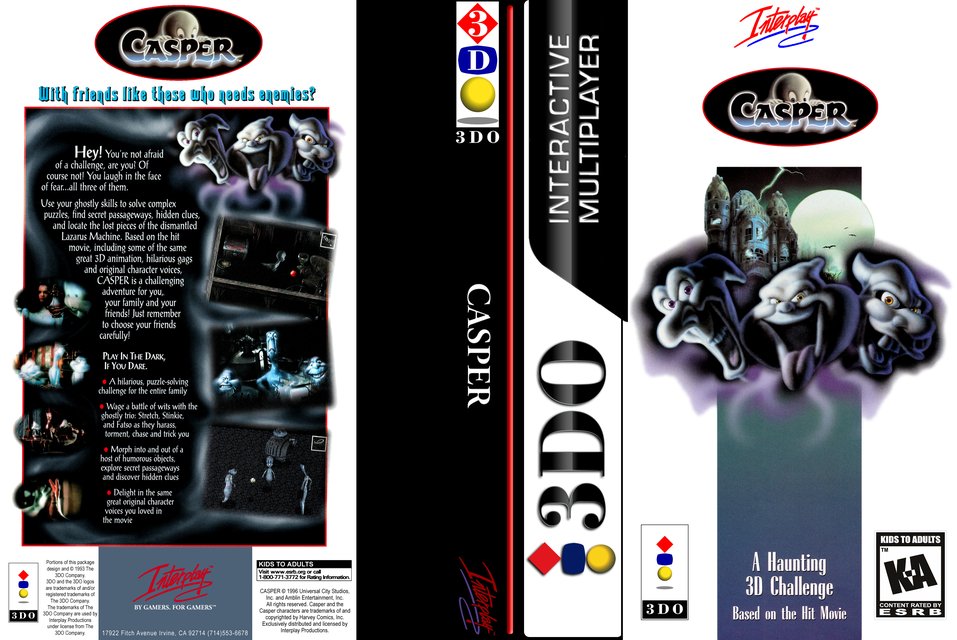 CASPER
With friends like these who needs enemies?
Hey! You're not afraid
of a challenge, are you? Of
course not! You laugh in the face
of fear...all three of them.
Use your ghostly skills to solve complex
puzzles, find secret passageways, hidden clues,
and locate the lost pieces of the dismantled
Lazarus Machine. Based on the hit
movie, including some of the same
great 3D animation, hilarious gags
and original character voices,
CASPER is a challenging
adventure for you,
your family and your
friends! Just remember
to choose your friends
carefully!
PLAY IN THE DARK,
IF YOU DARE.
• A hilarious, puzzle-solving
challenge for the entire family
• Wage a battle of wits with the
ghostly trio: Stretch, Stinkie,
and Fatso as they harass,
torment, chase and trick you
• Morph into and out of a
host of humorous objects,
explore secret passageways
and discover hidden clues
• Delight in the same
great original character
voices you loved in
the movie
3DO
Portions of this package
design and © 1993 The
3DO Company.
3DO and the 3DO logos
are trademarks of and/or
registered trademarks of
The 3DO Company.
The trademarks of The
3DO Company are used by
Interplay Productions
under license from The
3DO Company.
Interplay™
BY GAMERS. FOR GAMERS™
17922 Fitch Avenue Irvine, CA 92714 (714)553-6678
KIDS TO ADULTS
Visit www.esrb.org or call
1-800-771-3772 for Rating Information.
CASPER © 1996 Universal City Studios,
Inc. and Amblin Entertainment, Inc.
All rights reserved. Casper and the
Casper characters are trademarks of and
copyrighted by Harvey Comics, Inc.
Exclusively distributed and licensed by
Interplay Productions.
3
D
3DO
CASPER
Interplay
INTERACTIVE
MULTIPLAYER
3DO
Interplay™
CASPER
A Haunting
3D Challenge
Based on the Hit Movie
3DO
KIDS TO ADULTS
™
K-A
CONTENT RATED BY
ESRB